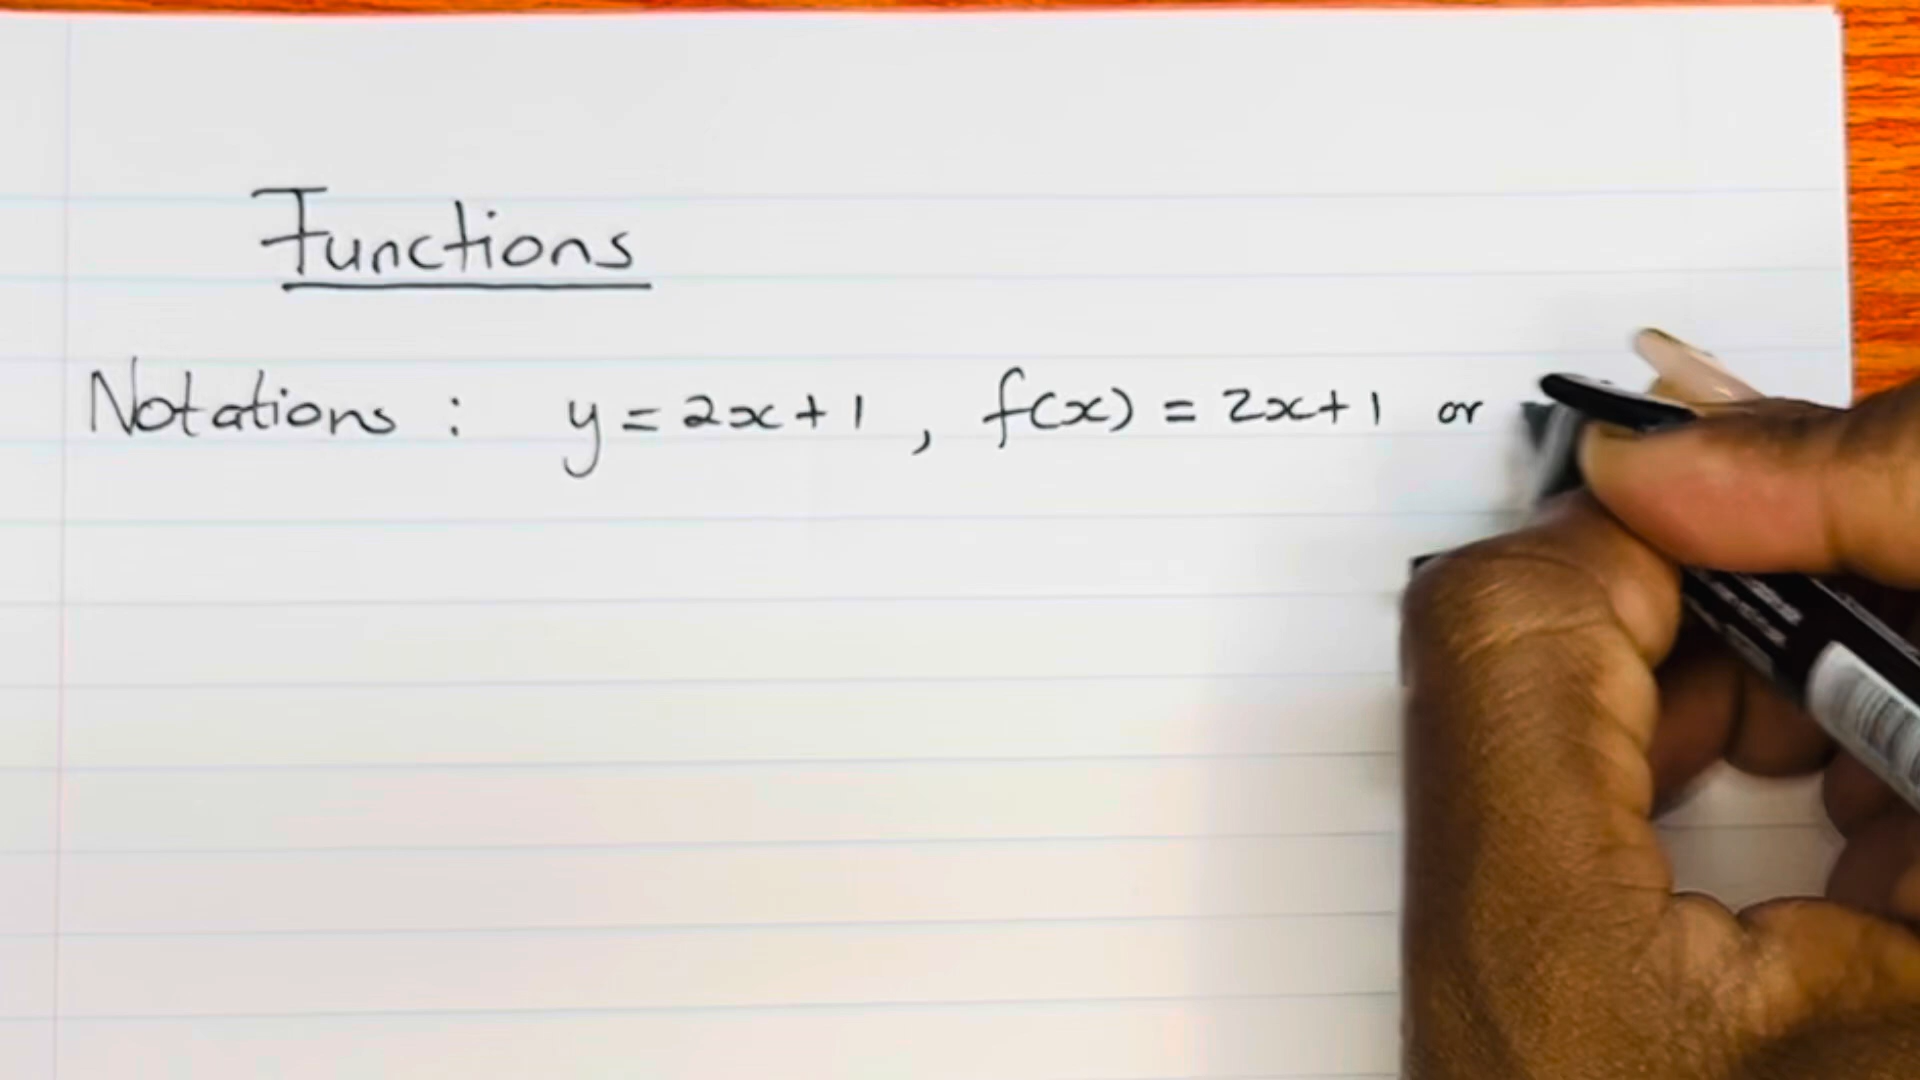 Functions
Notations : y = 2x + 1 , f(x) = 2x + 1 or